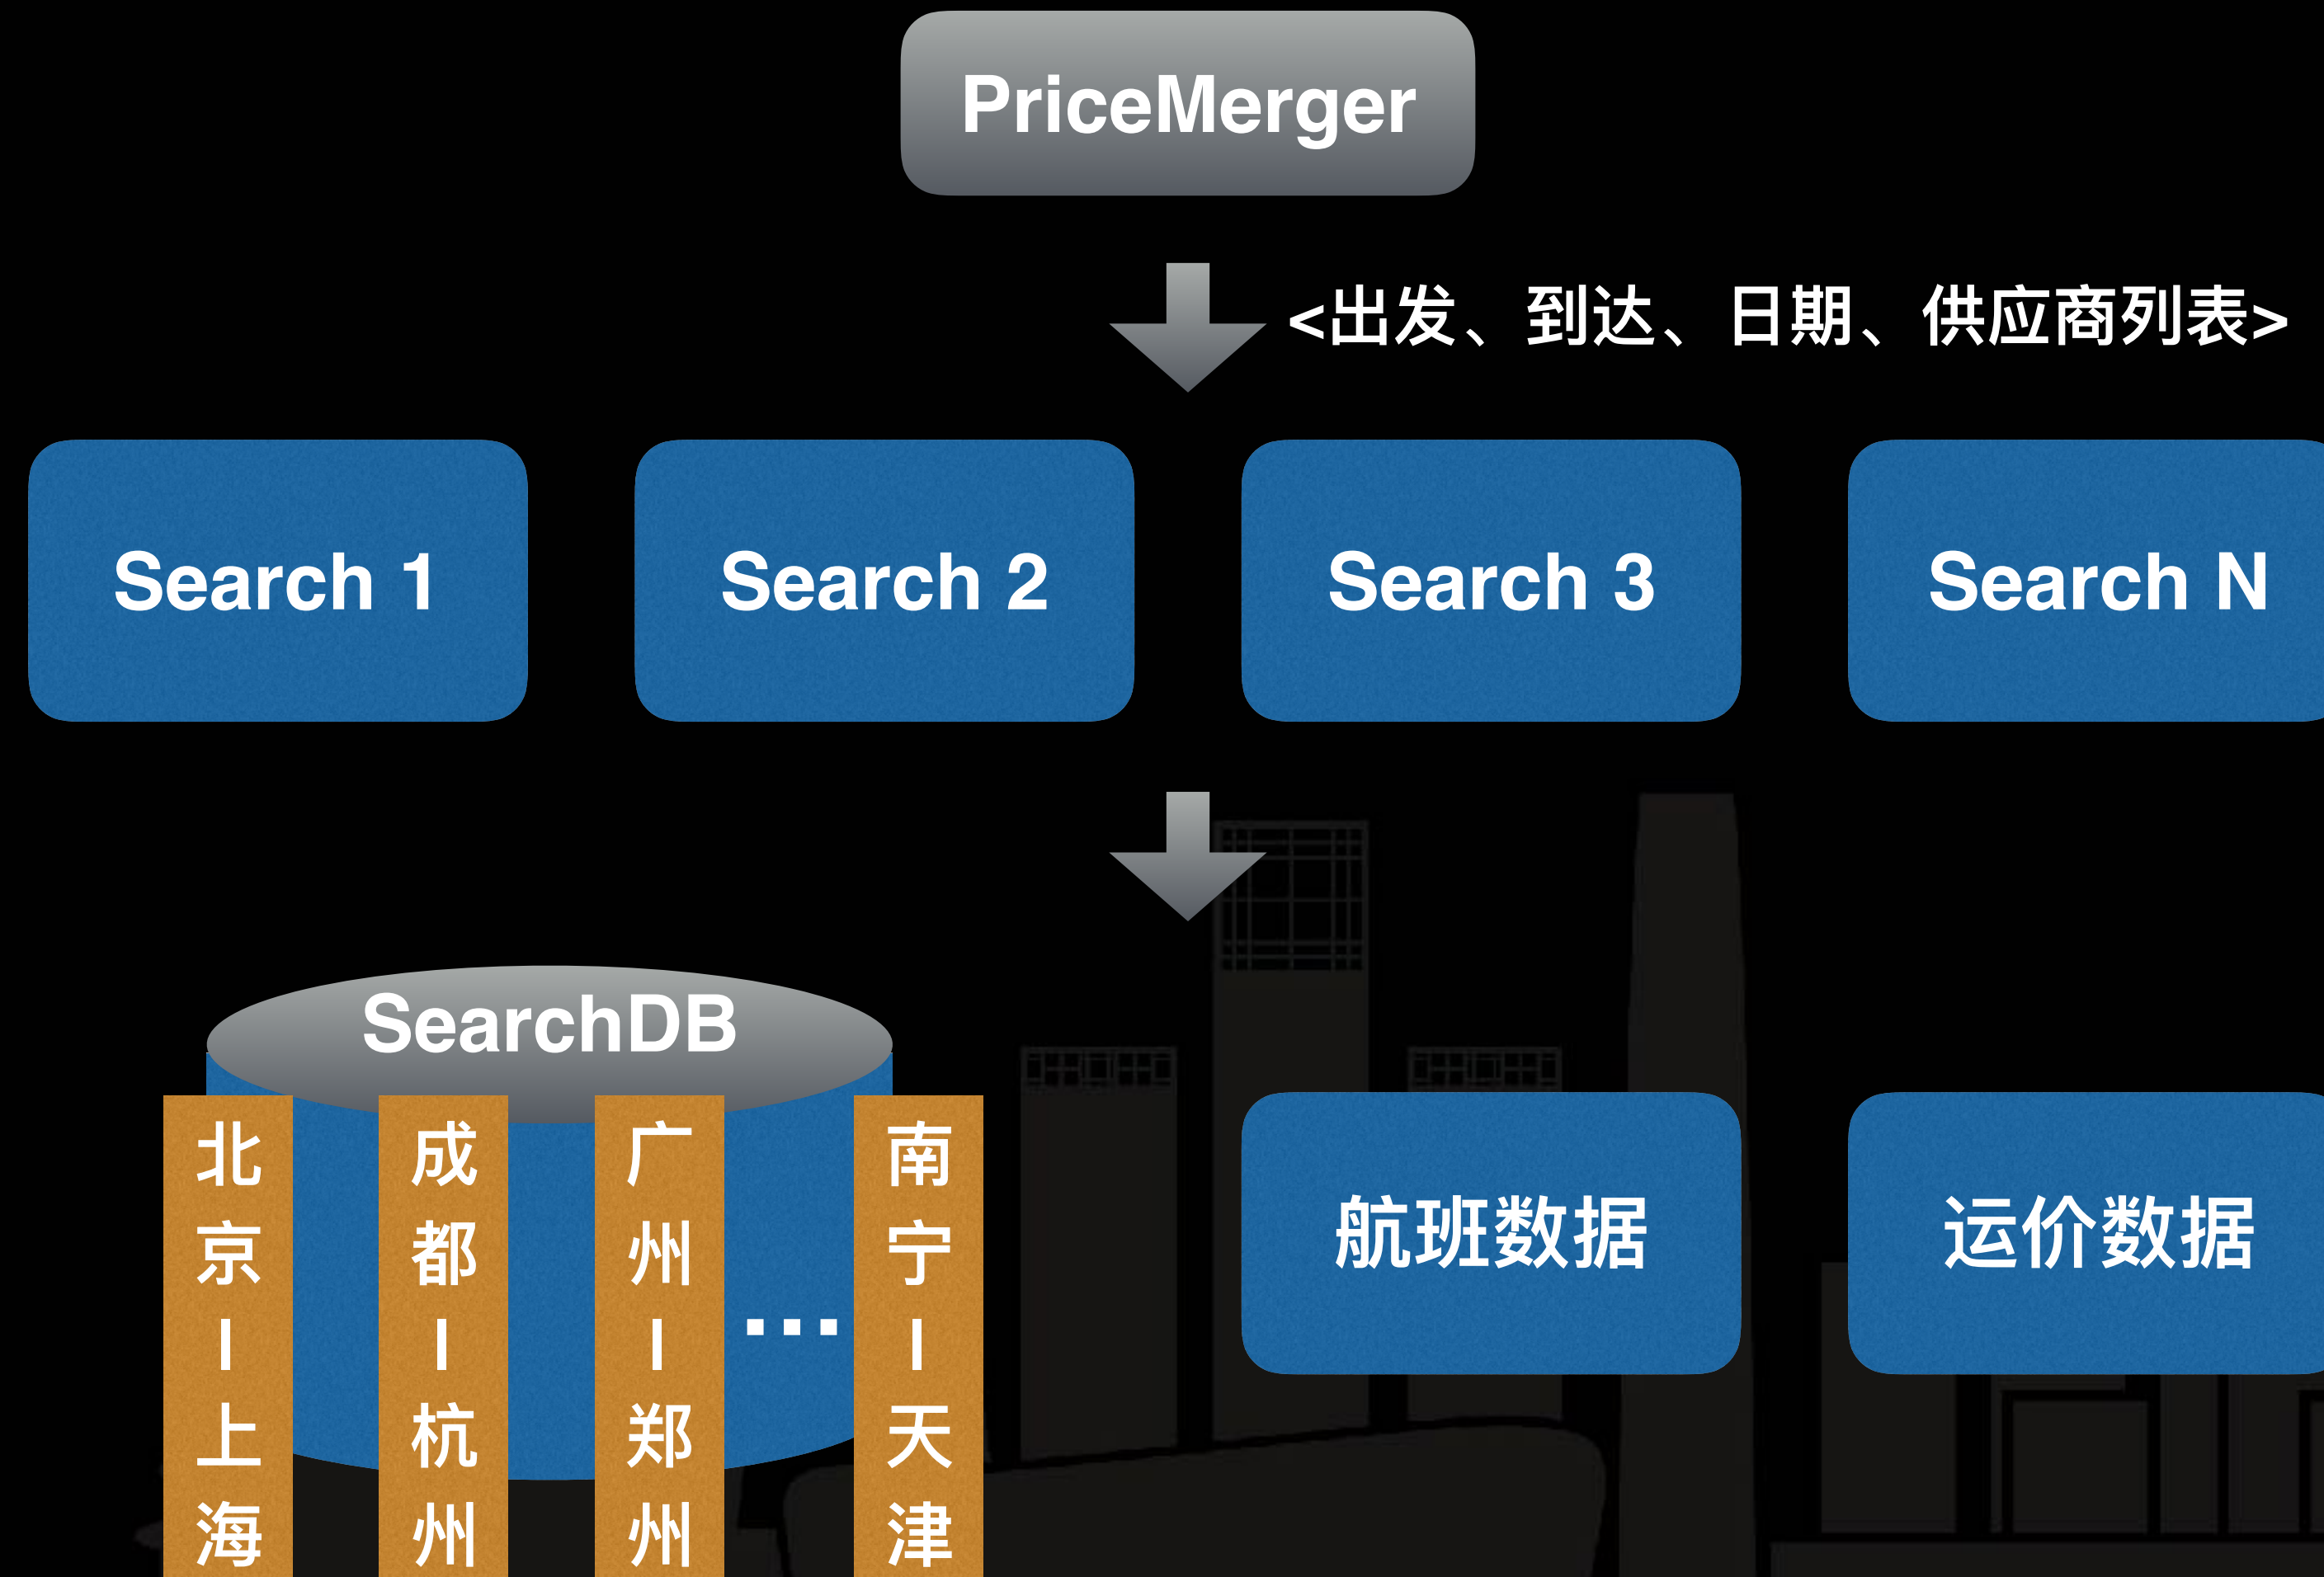 PriceMerger
<出发、到达、日期、供应商列表>
Search 1
Search 2
Search 3
Search N
SearchDB
北京-上海
成都-杭州
广州-郑州
...
南宁-天津
航班数据
运价数据